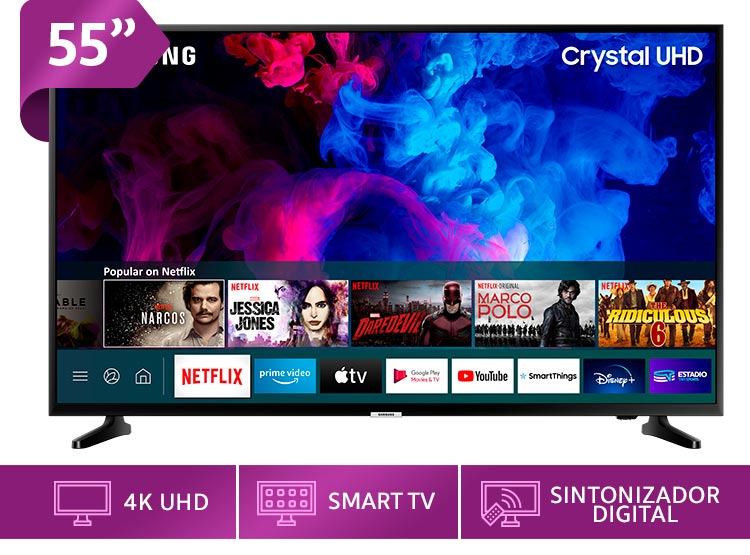 55”
NG
Crystal UHD
Popular on Netflix
ABLE
NARCOS
NETFLIX
JESSICA
JONES
NETFLIX
DAREDEVIL
NETFLIX ORIGINAL
MARCO
POLO
NETFLIX
THE
RIDICULOUS
6
NETFLIX
prime video
tv
Google Play
Movies & TV
YouTube
SmartThings
Disney+
ESTADIO
TNT SPORTS
SAMSUNG
4K UHD
SMART TV
SINTONIZADOR
DIGITAL